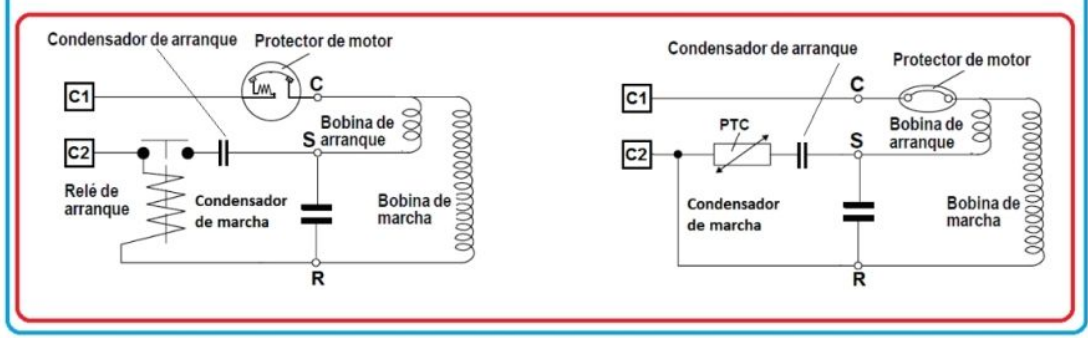 Condensador de arranque
Protector de motor
C1
C
Bobina de
arranque
C2
S
Relé de
arranque
Condensador
de marcha
Bobina de
marcha
R
Condensador de arranque
Protector de motor
C1
C
PTC
Bobina de
arranque
C2
S
Condensador
de marcha
Bobina de
marcha
R